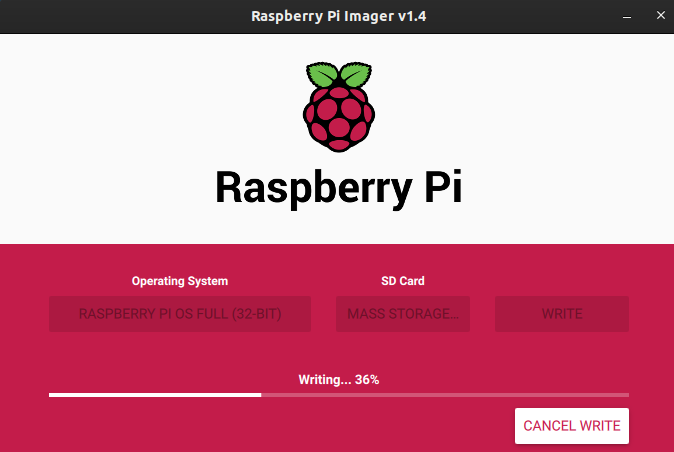 Raspberry Pi Imager v1.4
Raspberry Pi
Operating System
SD Card
RASPBERRY PI OS FULL (32-BIT)
MASS STORAGE...
WRITE
Writing... 36%
CANCEL WRITE